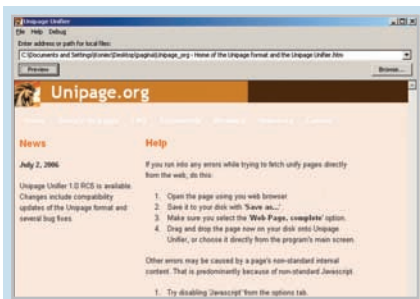 Unipage Unifier
File Help Debug
Enter address or path for local files:
C:\Documents and Settings\Xonier\Desktop\pagina\Unipage_org - Home of the Unipage format and the Unipage Unifier.htm
Preview
Browse...
Unipage.org
News
Help
July 2, 2006
Unipage Unifier 1.0 RC6 is available.
Changes include compatibility
updates of the Unipage format and
several bug fixes.
If you run into any errors while trying to fetch unify pages directly
from the web, do this:
1. Open the page using you web browser
2. Save it to your disk with 'Save as...':
3. Make sure you select the 'Web Page, complete' option.
4. Drag and drop the page now on your disk onto Unipage
Unifier, or choose it directly from the program's main screen.
Other errors may be caused by a page's non-standard internal
content. That is predominantly because of non-standard Javascript.
1. Try disabling 'Javascript' from the options tab.